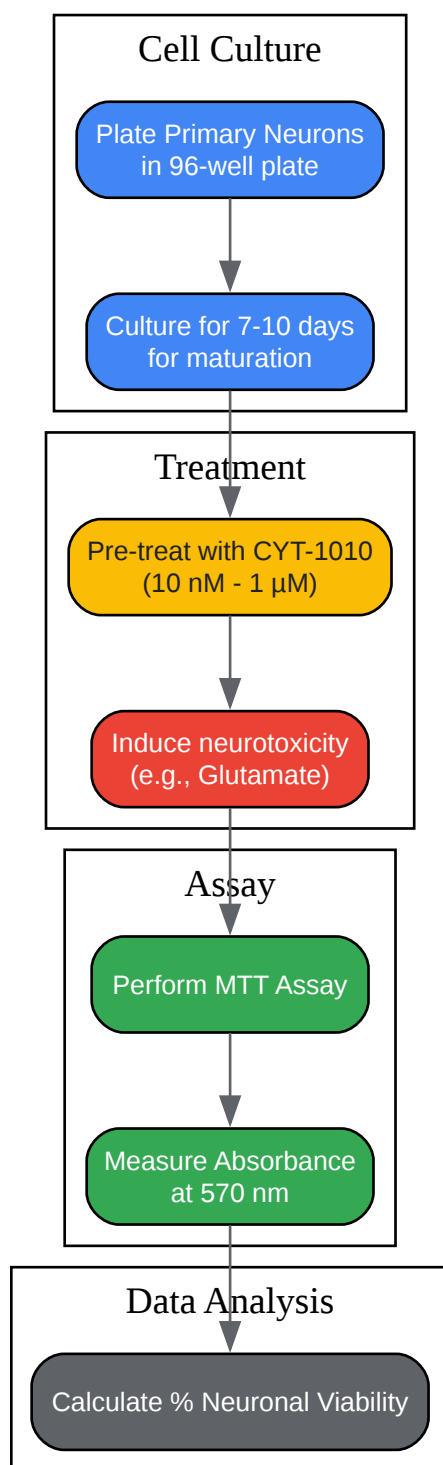 Cell Culture
Plate Primary Neurons
in 96-well plate
Culture for 7-10 days
for maturation
Treatment
Pre-treat with CYT-1010
(10 nM - 1 µM)
Induce neurotoxicity
(e.g., Glutamate)
Assay
Perform MTT Assay
Measure Absorbance
at 570 nm
Data Analysis
Calculate % Neuronal Viability